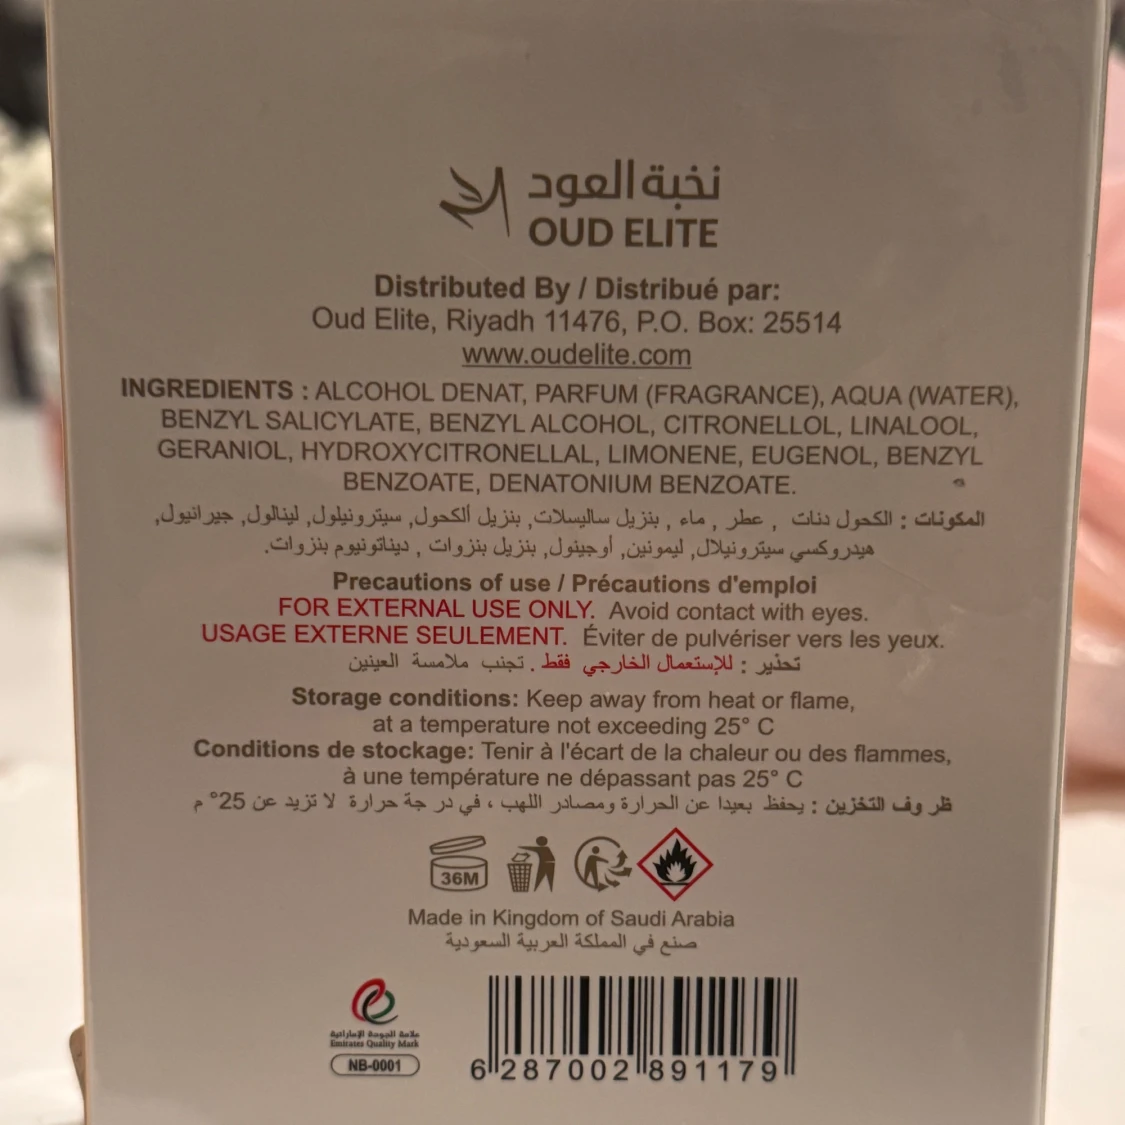 نخبة العود
OUD ELITE
Distributed By / Distribué par:
Oud Elite, Riyadh 11476, P.O. Box: 25514
www.oudelite.com
INGREDIENTS : ALCOHOL DENAT, PARFUM (FRAGRANCE), AQUA (WATER),
BENZYL SALICYLATE, BENZYL ALCOHOL, CITRONELLOL, LINALOOL,
GERANIOL, HYDROXYCITRONELLAL, LIMONENE, EUGENOL, BENZYL
BENZOATE, DENATONIUM BENZOATE.
المكونات : الكحول دنات , عطر , ماء , بنزيل ساليسلات, بنزيل ألكحول, سيترونيلول, لينالول, جيرانيول,
هيدروكسي سيترونيلال, ليمونين, أوجينول, بنزيل بنزوات , ديناتونيوم بنزوات.
Precautions of use / Précautions d'emploi
FOR EXTERNAL USE ONLY. Avoid contact with eyes.
USAGE EXTERNE SEULEMENT. Éviter de pulvériser vers les yeux.
تحذير : للإستعمال الخارجي فقط . تجنب ملامسة العينين
Storage conditions: Keep away from heat or flame,
at a temperature not exceeding 25° C
Conditions de stockage: Tenir à l'écart de la chaleur ou des flammes,
à une température ne dépassant pas 25° C
ظر وف التخزين : يحفظ بعيدا عن الحرارة ومصادر اللهب ، في در جة حرارة لا تزيد عن 25° م
36M
Made in Kingdom of Saudi Arabia
صنع في المملكة العربية السعودية
علامة الجودة الإماراتية
Emirates Quality Mark
NB-0001
6 287002 891179